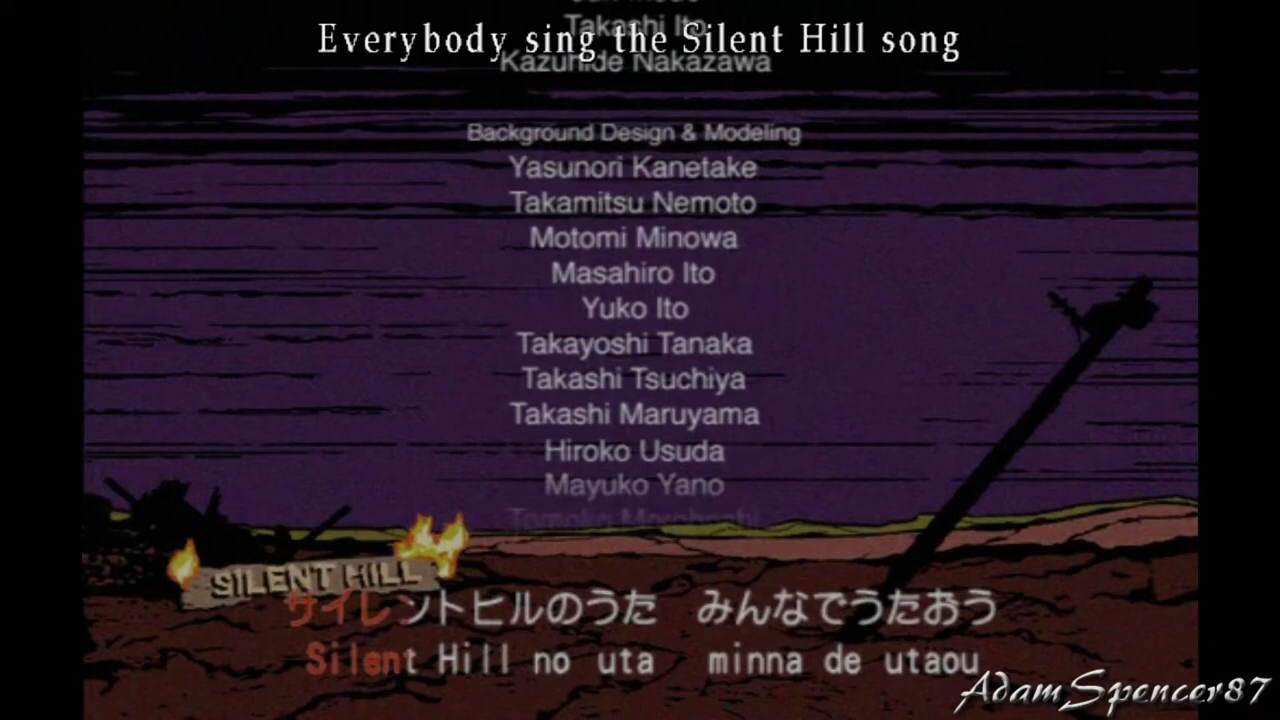 Takashi Ito
Everybody sing the Silent Hill song
Kazuhide Nakazawa
Background Design & Modeling
Yasunori Kanetake
Takamitsu Nemoto
Motomi Minowa
Masahiro Ito
Yuko Ito
Takayoshi Tanaka
Takashi Tsuchiya
Takashi Maruyama
Hiroko Usuda
Mayuko Yano
SILENT HILL
サイレントヒルのうた　みんなでうたおう
Silent Hill no uta minna de utaou
AdamSpencer87